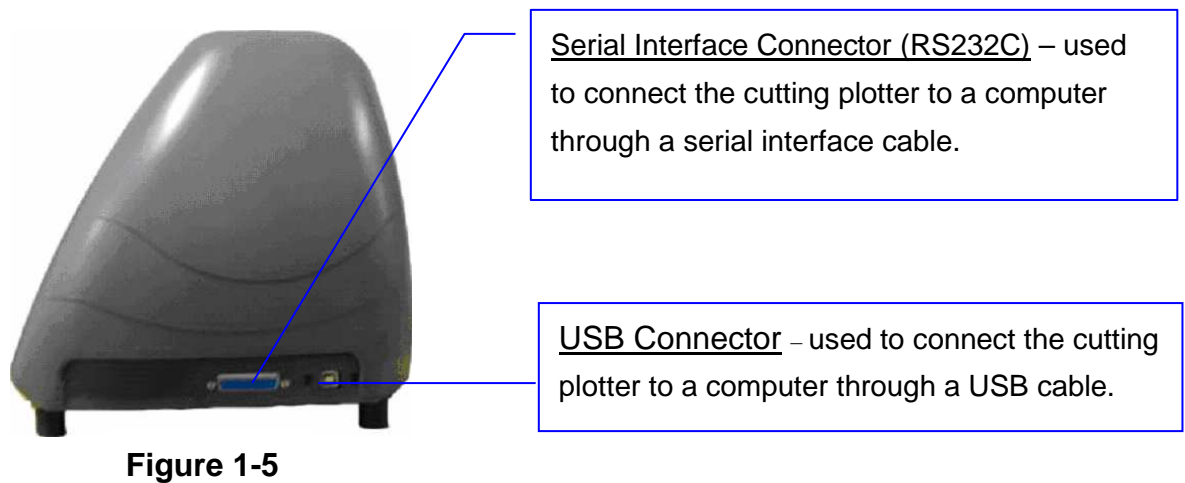 Serial Interface Connector (RS232C) – used
to connect the cutting plotter to a computer
through a serial interface cable.
USB Connector – used to connect the cutting
plotter to a computer through a USB cable.
Figure 1-5